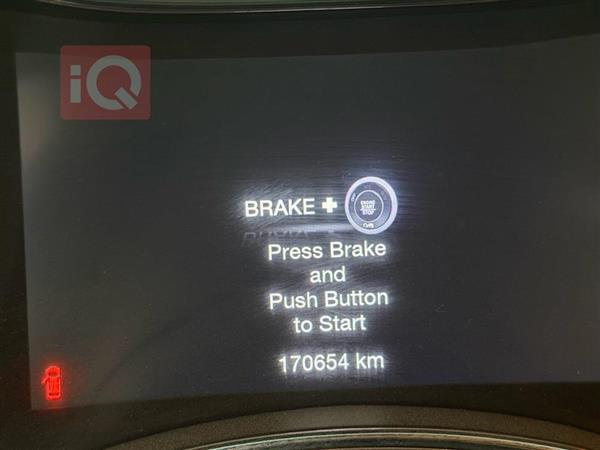 iQ
BRAKE + ENGINE START STOP
Press Brake
and
Push Button
to Start
170654 km